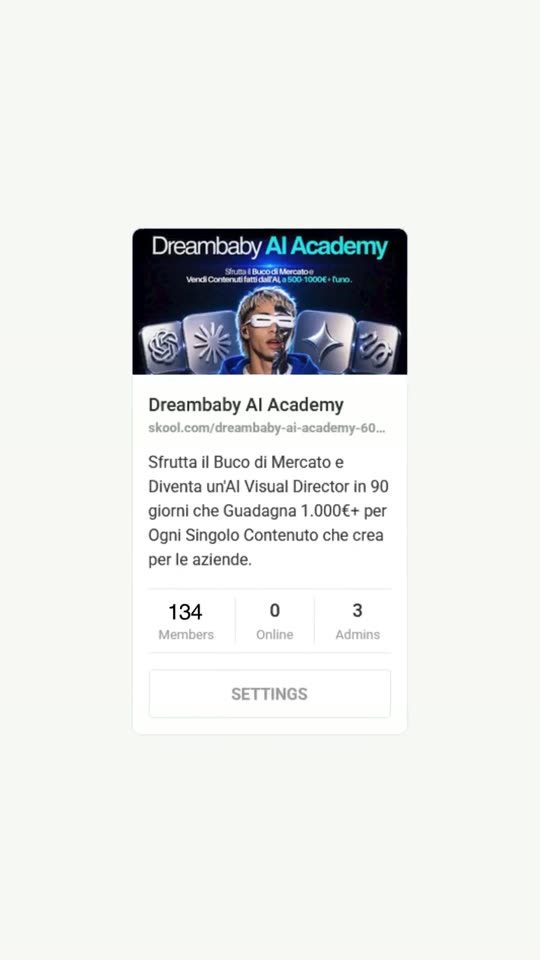 Dreambaby AI Academy
Sfrutta il Buco di Mercato e
Vendi Contenuti fatti dall'AI, a 500-1000€+ l'uno.
Dreambaby AI Academy
skool.com/dreambaby-ai-academy-60...
Sfrutta il Buco di Mercato e
Diventa un'AI Visual Director in 90
giorni che Guadagna 1.000€+ per
Ogni Singolo Contenuto che crea
per le aziende.
134 0 3
Members Online Admins
SETTINGS